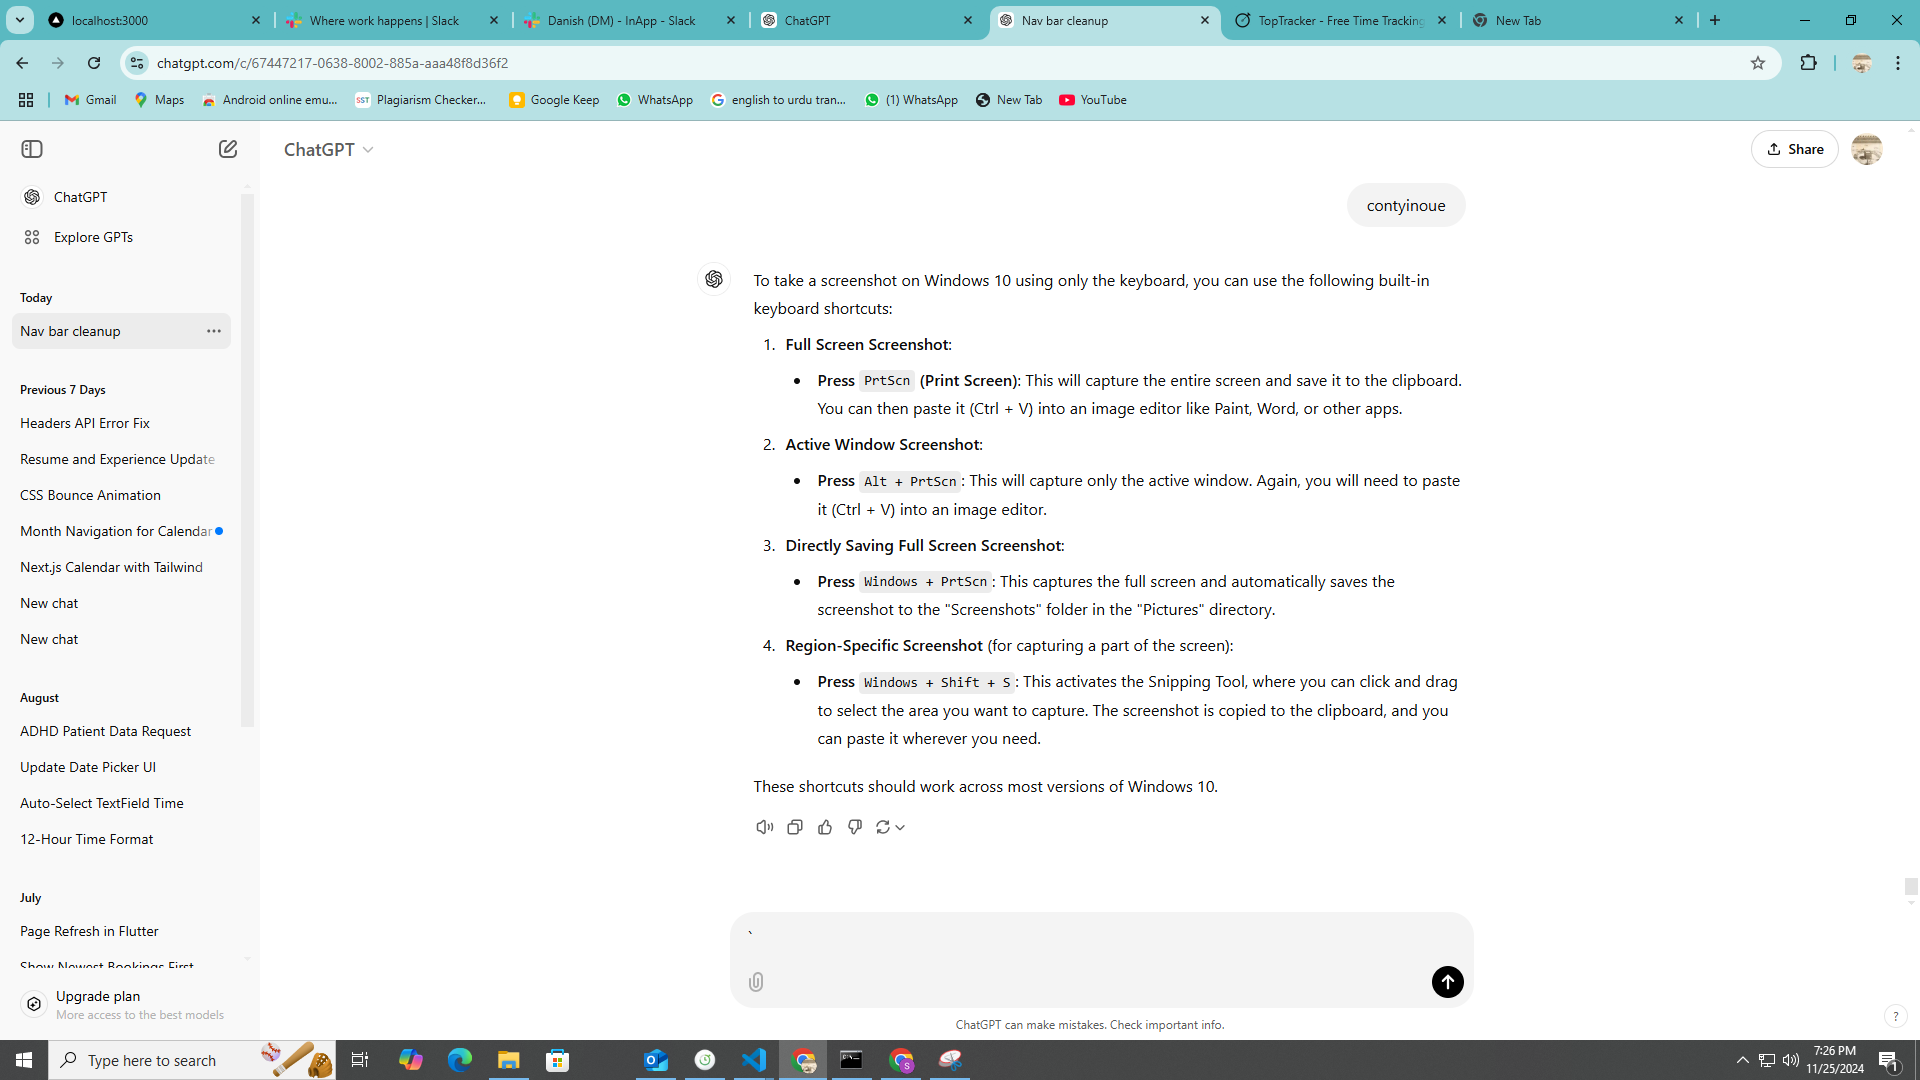 localhost:3000
Where work happens | Slack
Danish (DM) - InApp - Slack
ChatGPT
Nav bar cleanup
TopTracker - Free Time Tracking
New Tab
chatgpt.com/c/67447217-0638-8002-885a-aaa48f8d36f2
Gmail
Maps
Android online emu...
SST
Plagiarism Checker...
Google Keep
WhatsApp
english to urdu tran...
(1) WhatsApp
New Tab
YouTube
ChatGPT
Share
ChatGPT
Explore GPTs
Today
Nav bar cleanup
Previous 7 Days
Headers API Error Fix
Resume and Experience Update
CSS Bounce Animation
Month Navigation for Calendar
Next.js Calendar with Tailwind
New chat
New chat
August
ADHD Patient Data Request
Update Date Picker UI
Auto-Select TextField Time
12-Hour Time Format
July
Page Refresh in Flutter
Show Newest Bookings First
Upgrade plan
More access to the best models
contyinoue
To take a screenshot on Windows 10 using only the keyboard, you can use the following built-in
keyboard shortcuts:
1. Full Screen Screenshot:
• Press PrtScn (Print Screen): This will capture the entire screen and save it to the clipboard.
You can then paste it (Ctrl + V) into an image editor like Paint, Word, or other apps.
2. Active Window Screenshot:
• Press Alt + PrtScn : This will capture only the active window. Again, you will need to paste
it (Ctrl + V) into an image editor.
3. Directly Saving Full Screen Screenshot:
• Press Windows + PrtScn : This captures the full screen and automatically saves the
screenshot to the "Screenshots" folder in the "Pictures" directory.
4. Region-Specific Screenshot (for capturing a part of the screen):
• Press Windows + Shift + S : This activates the Snipping Tool, where you can click and drag
to select the area you want to capture. The screenshot is copied to the clipboard, and you
can paste it wherever you need.
These shortcuts should work across most versions of Windows 10.
`
ChatGPT can make mistakes. Check important info.
?
Type here to search
S
7:26 PM
11/25/2024
1